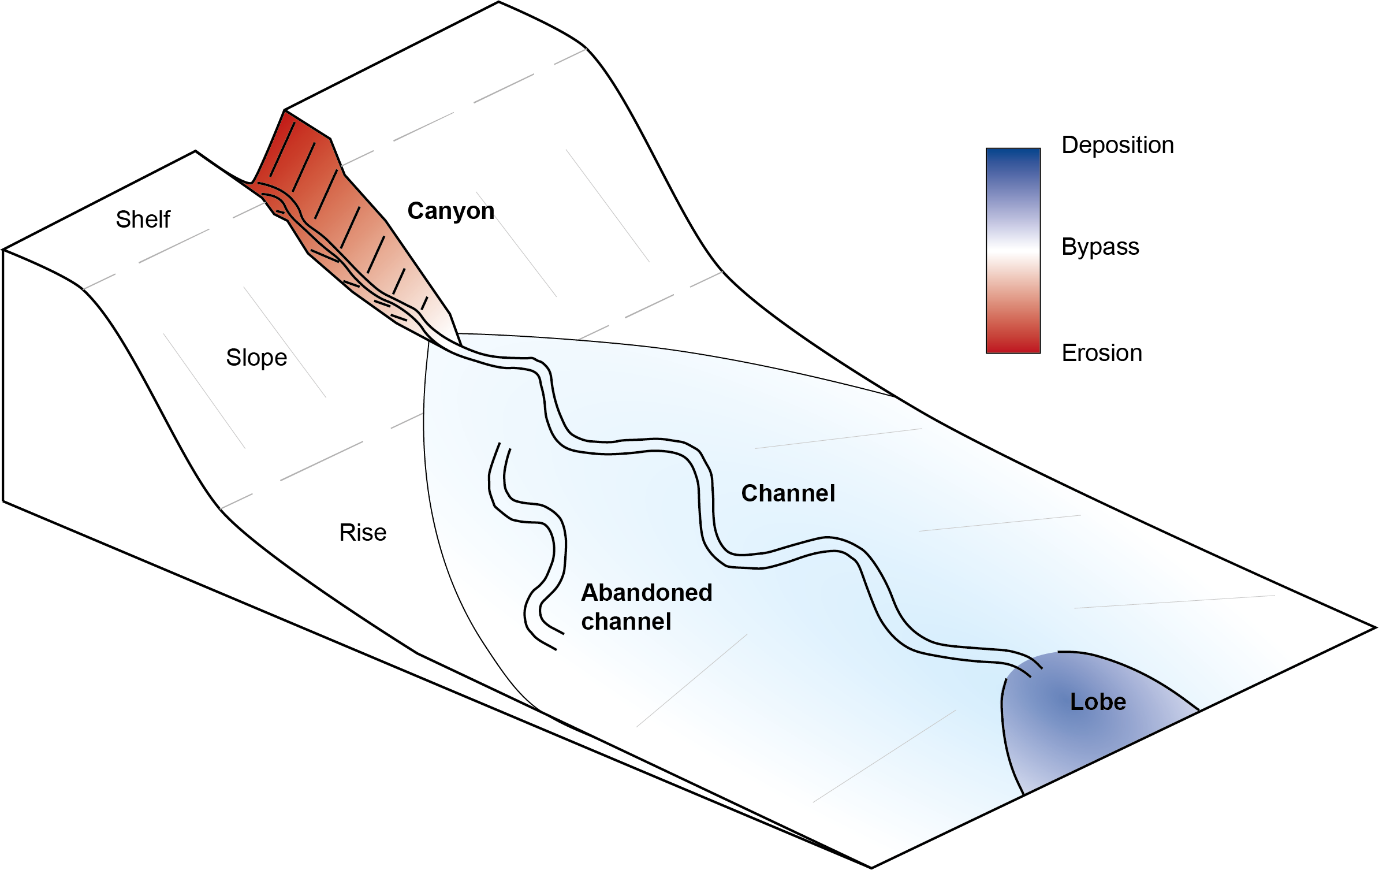 Shelf
Canyon
Slope
Rise
Channel
Abandoned
channel
Lobe
Deposition
Bypass
Erosion